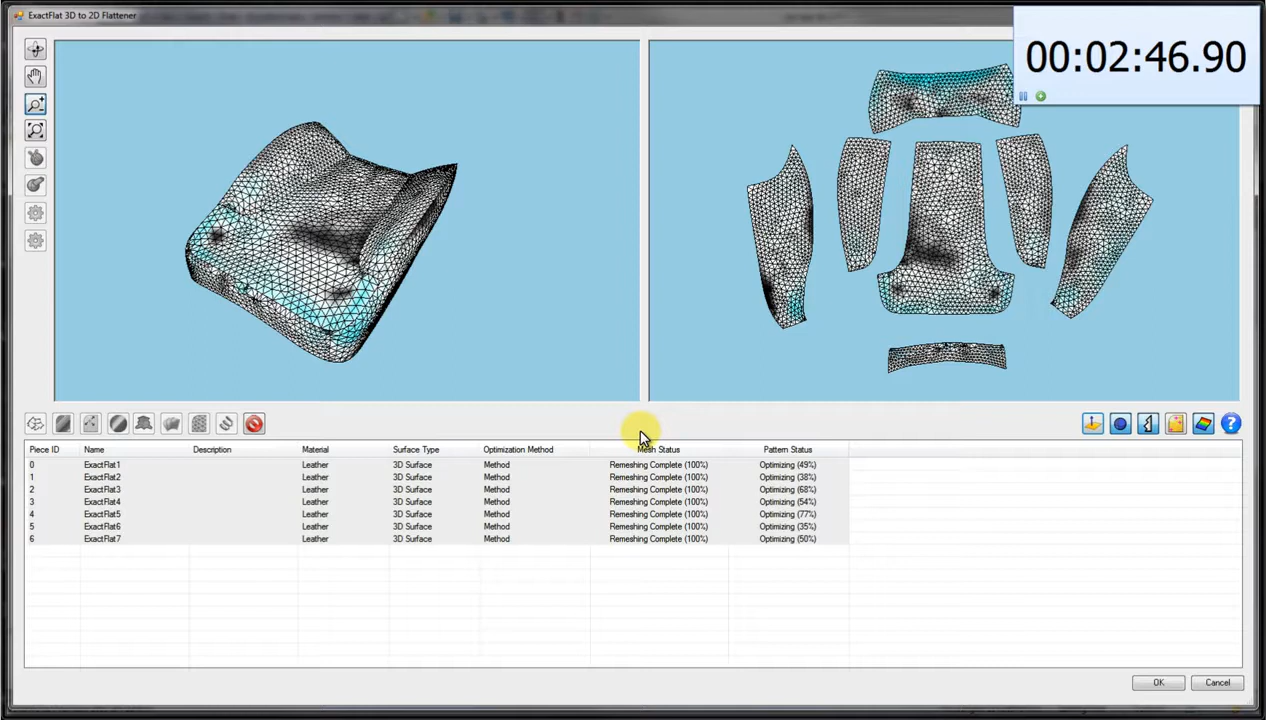 ExactFlat 3D to 2D Flattener
00:02:46.90
Piece ID Name Description Material Surface Type Optimization Method Mesh Status Pattern Status
0 ExactFlat1 Leather 3D Surface Method Remeshing Complete (100%) Optimizing (49%)
1 ExactFlat2 Leather 3D Surface Method Remeshing Complete (100%) Optimizing (38%)
2 ExactFlat3 Leather 3D Surface Method Remeshing Complete (100%) Optimizing (68%)
3 ExactFlat4 Leather 3D Surface Method Remeshing Complete (100%) Optimizing (54%)
4 ExactFlat5 Leather 3D Surface Method Remeshing Complete (100%) Optimizing (77%)
5 ExactFlat6 Leather 3D Surface Method Remeshing Complete (100%) Optimizing (35%)
6 ExactFlat7 Leather 3D Surface Method Remeshing Complete (100%) Optimizing (50%)
OK Cancel